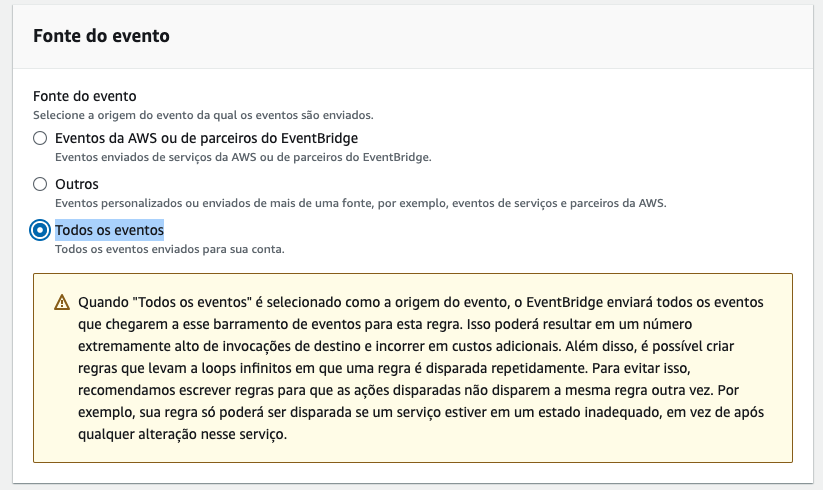 Fonte do evento
Fonte do evento
Selecione a origem do evento da qual os eventos são enviados.
Eventos da AWS ou de parceiros do EventBridge
Eventos enviados de serviços da AWS ou de parceiros do EventBridge.
Outros
Eventos personalizados ou enviados de mais de uma fonte, por exemplo, eventos de serviços e parceiros da AWS.
Todos os eventos
Todos os eventos enviados para sua conta.
Quando "Todos os eventos" é selecionado como a origem do evento, o EventBridge enviará todos os eventos
que chegarem a esse barramento de eventos para esta regra. Isso poderá resultar em um número
extremamente alto de invocações de destino e incorrer em custos adicionais. Além disso, é possível criar
regras que levam a loops infinitos em que uma regra é disparada repetidamente. Para evitar isso,
recomendamos escrever regras para que as ações disparadas não disparem a mesma regra outra vez. Por
exemplo, sua regra só poderá ser disparada se um serviço estiver em um estado inadequado, em vez de após
qualquer alteração nesse serviço.